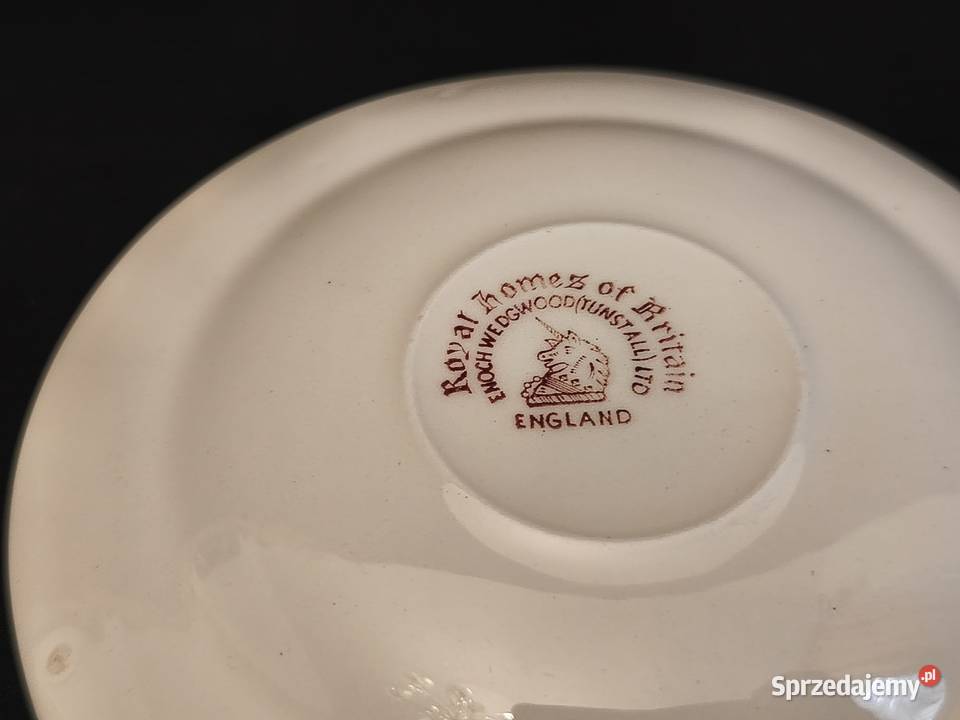 Royal Homes of Britain
ENOCH WEDGWOOD (TUNSTALL) LTD
ENGLAND
Sprzedajemy.pl